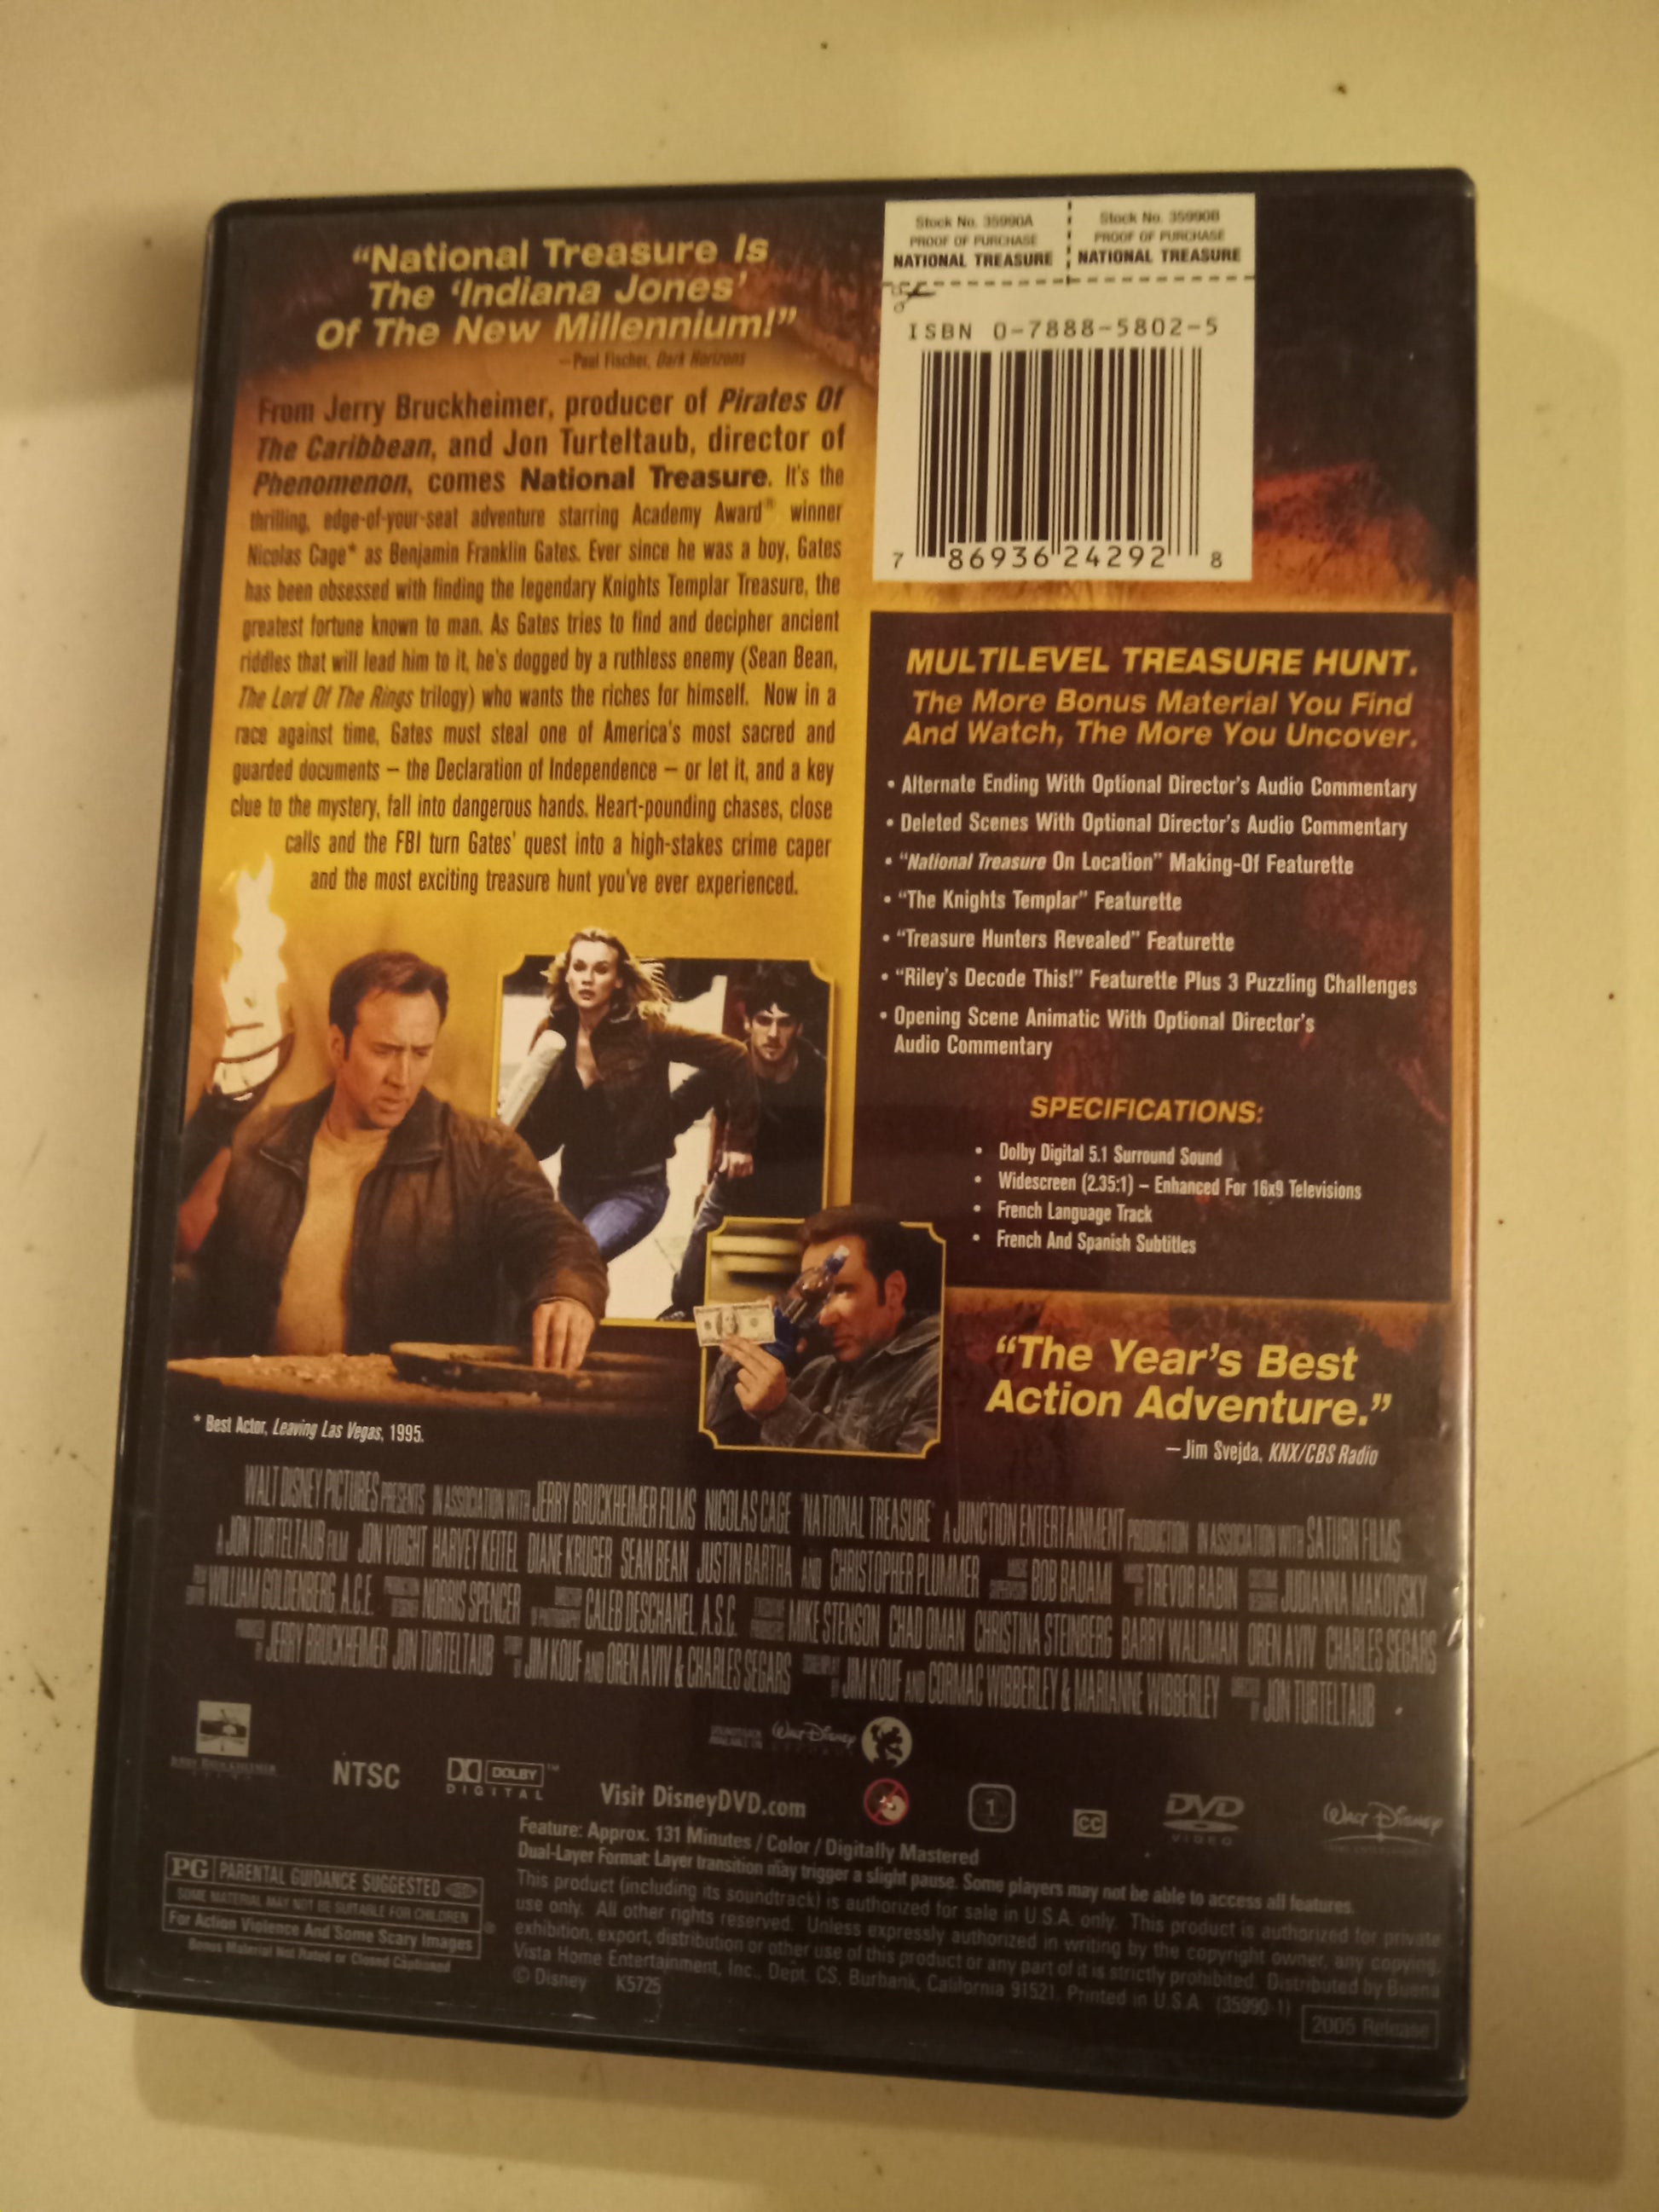 “National Treasure Is
The ‘Indiana Jones’
Of The New Millennium!”
—Paul Fischer, Dark Horizons
From Jerry Bruckheimer, producer of Pirates Of
The Caribbean, and Jon Turteltaub, director of
Phenomenon, comes National Treasure. It's the
thrilling, edge-of-your-seat adventure starring Academy Award® winner
Nicolas Cage* as Benjamin Franklin Gates. Ever since he was a boy, Gates
has been obsessed with finding the legendary Knights Templar Treasure, the
greatest fortune known to man. As Gates tries to find and decipher ancient
riddles that will lead him to it, he's dogged by a ruthless enemy (Sean Bean,
The Lord Of The Rings trilogy) who wants the riches for himself. Now in a
race against time, Gates must steal one of America's most sacred and
guarded documents – the Declaration of Independence – or let it, and a key
clue to the mystery, fall into dangerous hands. Heart-pounding chases, close
calls and the FBI turn Gates' quest into a high-stakes crime caper
and the most exciting treasure hunt you've ever experienced.
* Best Actor, Leaving Las Vegas, 1995.
Stock No. 35990A
PROOF OF PURCHASE
NATIONAL TREASURE
Stock No. 35990B
PROOF OF PURCHASE
NATIONAL TREASURE
ISBN 0-7888-5802-5
7 86936 24292 8
MULTILEVEL TREASURE HUNT.
The More Bonus Material You Find
And Watch, The More You Uncover.
• Alternate Ending With Optional Director's Audio Commentary
• Deleted Scenes With Optional Director's Audio Commentary
• “National Treasure On Location” Making-Of Featurette
• “The Knights Templar” Featurette
• “Treasure Hunters Revealed” Featurette
• “Riley's Decode This!” Featurette Plus 3 Puzzling Challenges
• Opening Scene Animatic With Optional Director's
Audio Commentary
SPECIFICATIONS:
• Dolby Digital 5.1 Surround Sound
• Widescreen (2.35:1) – Enhanced For 16x9 Televisions
• French Language Track
• French And Spanish Subtitles
“The Year's Best
Action Adventure.”
—Jim Svejda, KNX/CBS Radio
WALT DISNEY PICTURES PRESENTS IN ASSOCIATION WITH JERRY BRUCKHEIMER FILMS NICOLAS CAGE "NATIONAL TREASURE" A JUNCTION ENTERTAINMENT PRODUCTION IN ASSOCIATION WITH SATURN FILMS
A JON TURTELTAUB FILM JON VOIGHT HARVEY KEITEL DIANE KRUGER SEAN BEAN JUSTIN BARTHA AND CHRISTOPHER PLUMMER BOB BADAMI TREVOR RABIN JUDIANNA MAKOVSKY
WILLIAM GOLDENBERG, A.C.E. NORRIS SPENCER CALEB DESCHANEL, A.S.C. MIKE STENSON CHAD OMAN CHRISTINA STEINBERG BARRY WALDMAN OREN AVIV CHARLES SEGARS
JERRY BRUCKHEIMER JON TURTELTAUB JIM KOUF AND OREN AVIV & CHARLES SEGARS JIM KOUF AND CORMAC WIBBERLEY & MARIANNE WIBBERLEY JON TURTELTAUB
SOUNDTRACK AVAILABLE ON Walt Disney
NTSC
DOLBY
DIGITAL
Visit DisneyDVD.com
1
CC
DVD
VIDEO
Walt Disney
PG PARENTAL GUIDANCE SUGGESTED
SOME MATERIAL MAY NOT BE SUITABLE FOR CHILDREN
For Action Violence And Some Scary Images
Bonus Material Not Rated or Closed Captioned
Feature: Approx. 131 Minutes / Color / Digitally Mastered
Dual-Layer Format: Layer transition may trigger a slight pause. Some players may not be able to access all features.
This product (including its soundtrack) is authorized for sale in U.S.A. only. This product is authorized for private
use only. All other rights reserved. Unless expressly authorized in writing by the copyright owner, any copying,
exhibition, export, distribution or other use of this product or any part of it is strictly prohibited. Distributed by Buena
Vista Home Entertainment, Inc., Dept. CS, Burbank, California 91521. Printed in U.S.A. (35990-1)
© Disney K5725
2005 Release